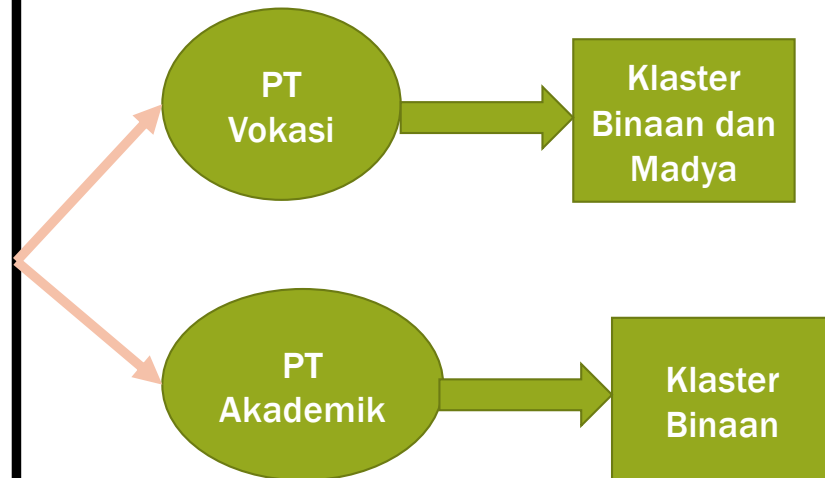 PT
Vokasi
Klaster
Binaan dan
Madya
PT
Akademik
Klaster
Binaan